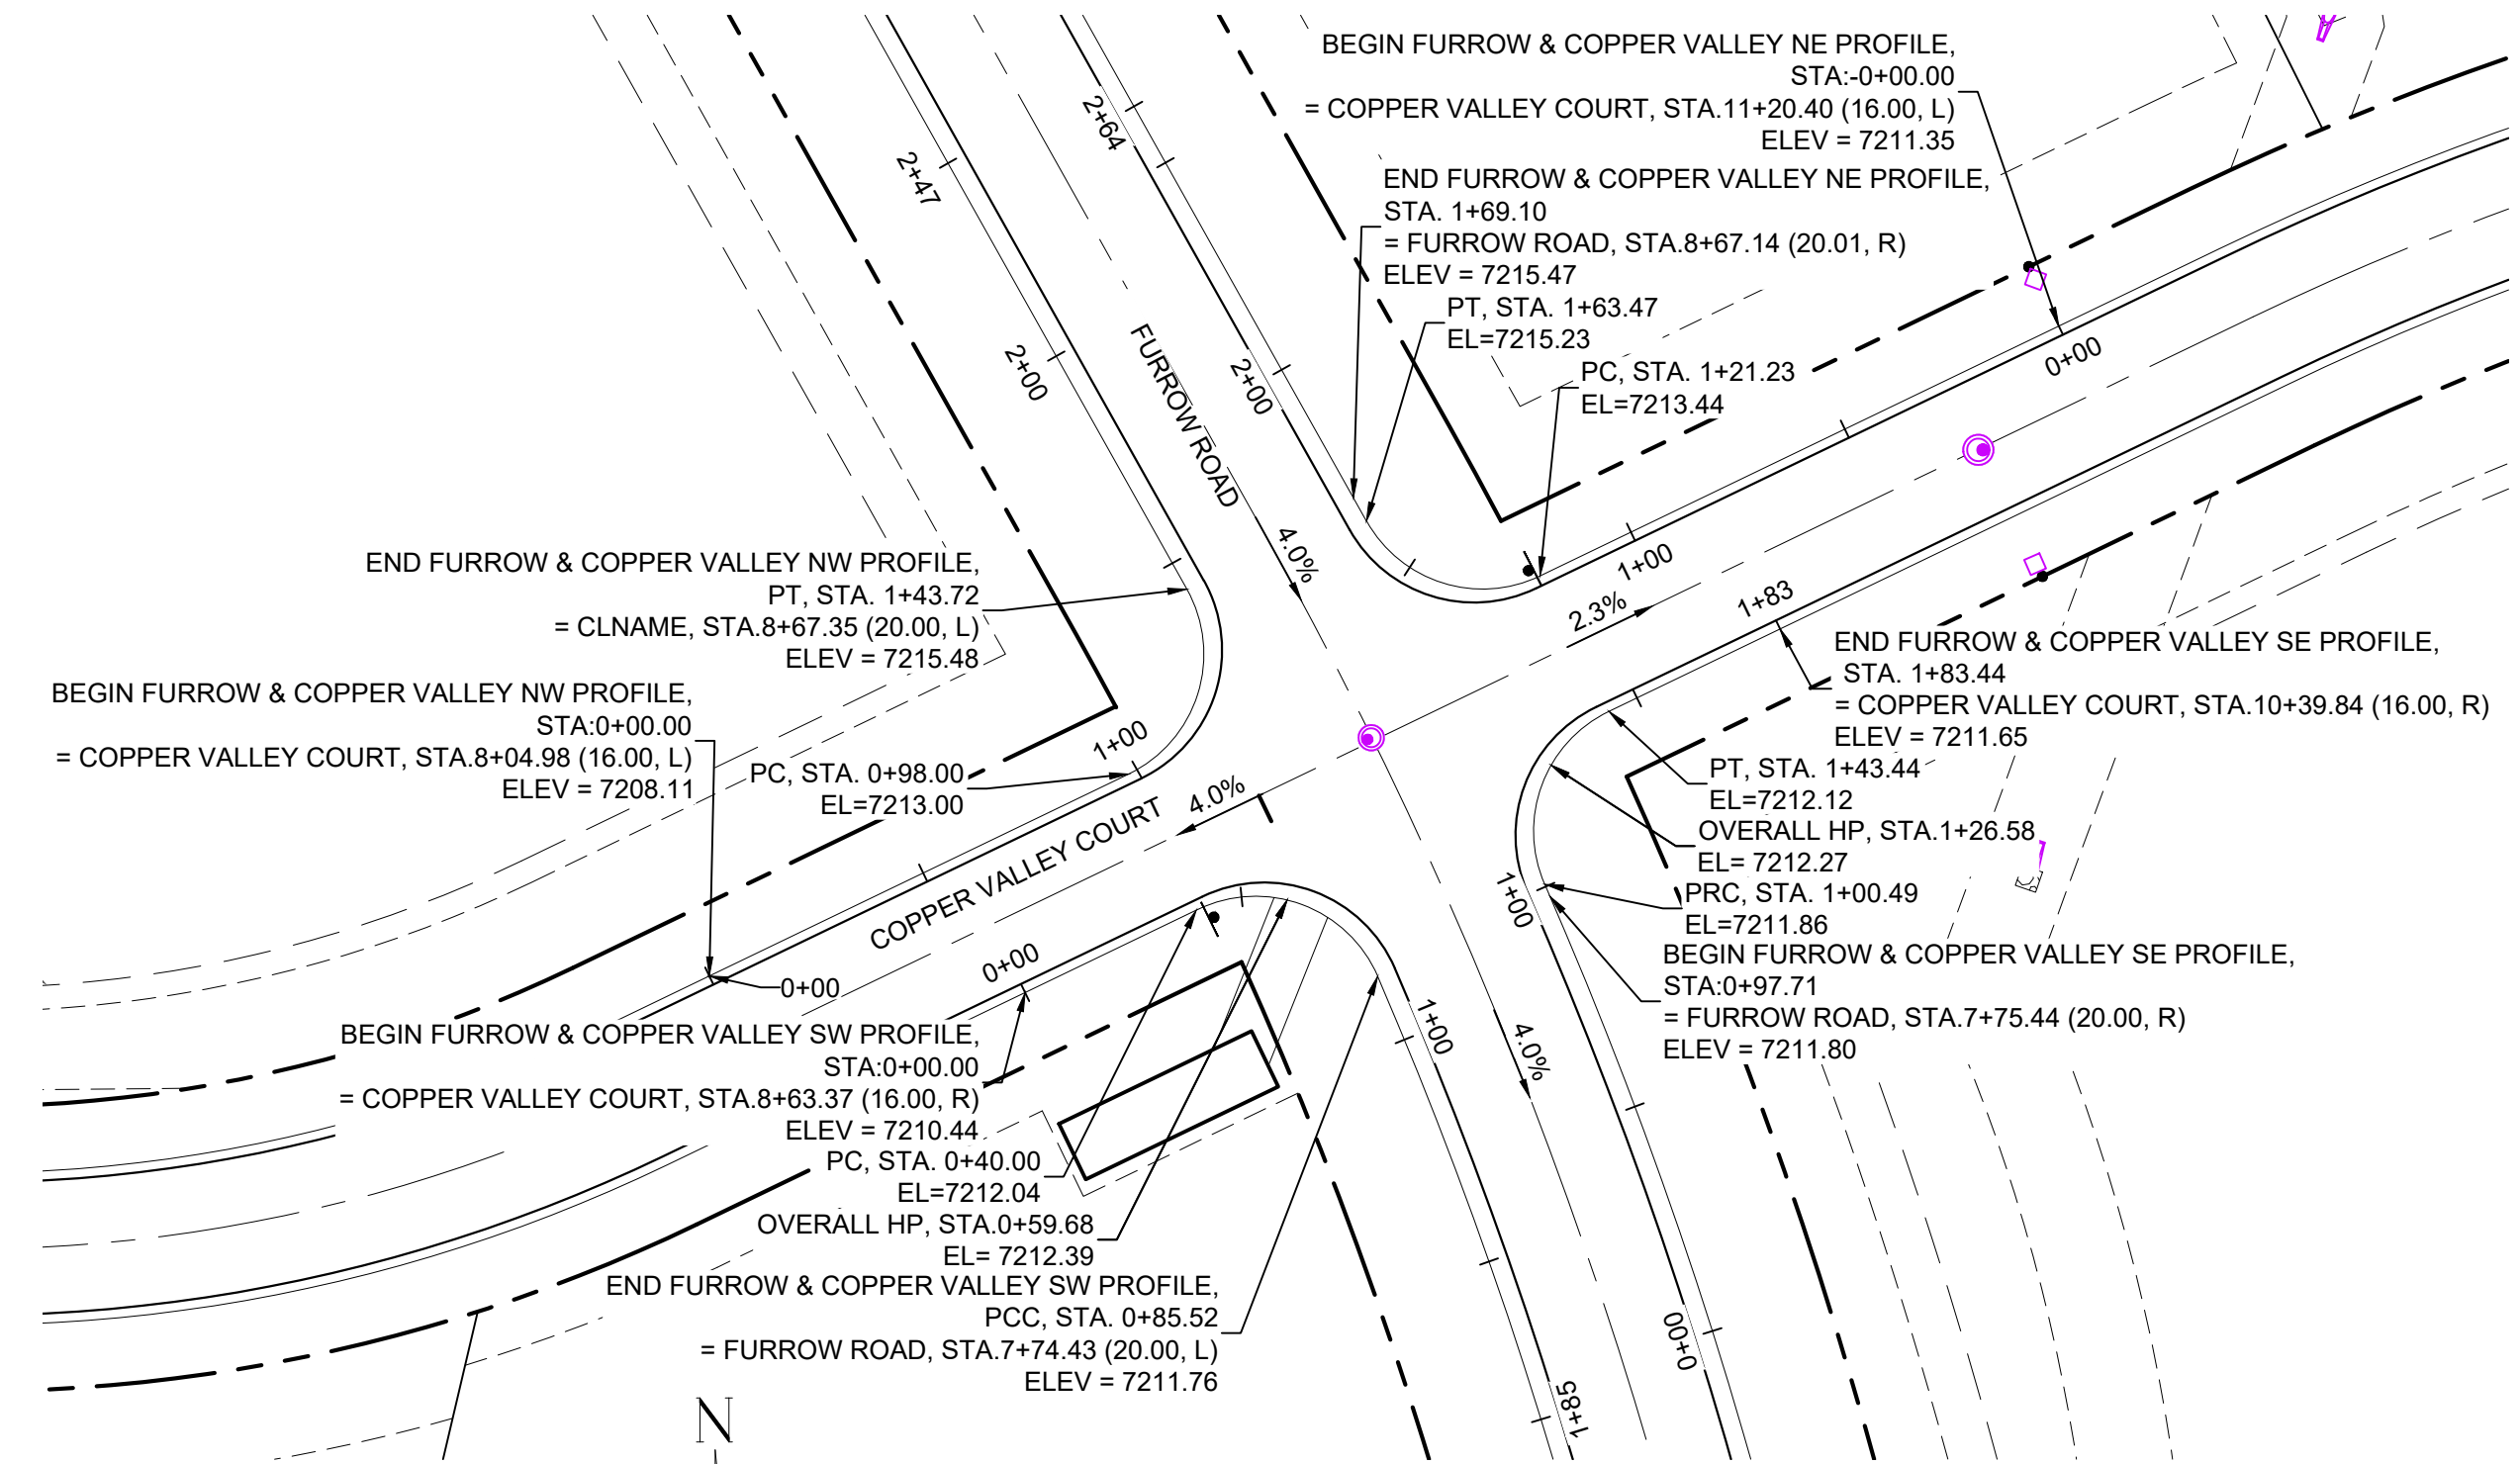 BEGIN FURROW & COPPER VALLEY NE PROFILE,
STA:-0+00.00
= COPPER VALLEY COURT, STA.11+20.40 (16.00, L)
ELEV = 7211.35
END FURROW & COPPER VALLEY NE PROFILE,
STA. 1+69.10
= FURROW ROAD, STA.8+67.14 (20.01, R)
ELEV = 7215.47
PT, STA. 1+63.47
EL=7215.23
PC, STA. 1+21.23
EL=7213.44
2+64
2+47
2+00
2+00
0+00
FURROW ROAD
4.0%
1+00
2.3%
1+83
END FURROW & COPPER VALLEY NW PROFILE,
PT, STA. 1+43.72
= CLNAME, STA.8+67.35 (20.00, L)
ELEV = 7215.48
BEGIN FURROW & COPPER VALLEY NW PROFILE,
STA:0+00.00
= COPPER VALLEY COURT, STA.8+04.98 (16.00, L)
ELEV = 7208.11
1+00
PC, STA. 0+98.00
EL=7213.00
COPPER VALLEY COURT
4.0%
0+00
0+00
END FURROW & COPPER VALLEY SE PROFILE,
STA. 1+83.44
= COPPER VALLEY COURT, STA.10+39.84 (16.00, R)
ELEV = 7211.65
PT, STA. 1+43.44
EL=7212.12
OVERALL HP, STA.1+26.58
EL= 7212.27
PRC, STA. 1+00.49
EL=7211.86
BEGIN FURROW & COPPER VALLEY SE PROFILE,
STA:0+97.71
= FURROW ROAD, STA.7+75.44 (20.00, R)
ELEV = 7211.80
1+00
1+00
4.0%
BEGIN FURROW & COPPER VALLEY SW PROFILE,
STA:0+00.00
= COPPER VALLEY COURT, STA.8+63.37 (16.00, R)
ELEV = 7210.44
PC, STA. 0+40.00
EL=7212.04
OVERALL HP, STA.0+59.68
EL= 7212.39
END FURROW & COPPER VALLEY SW PROFILE,
PCC, STA. 0+85.52
= FURROW ROAD, STA.7+74.43 (20.00, L)
ELEV = 7211.76
0+00
1+85
N